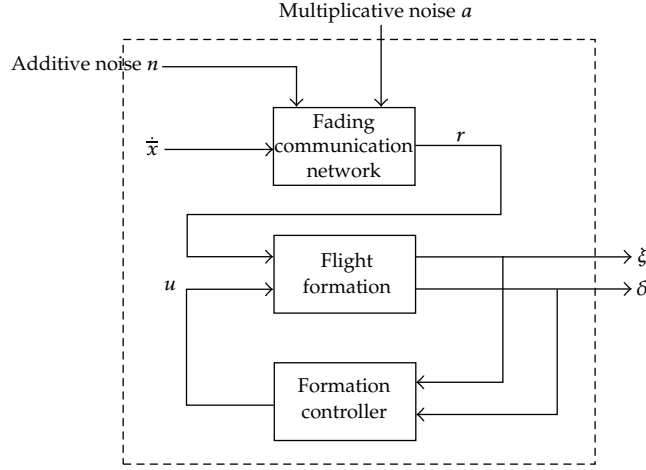 Multiplicative noise a
Additive noise n
Fading
communication
network
ẋ̄
r
Flight
formation
ξ
δ
u
Formation
controller